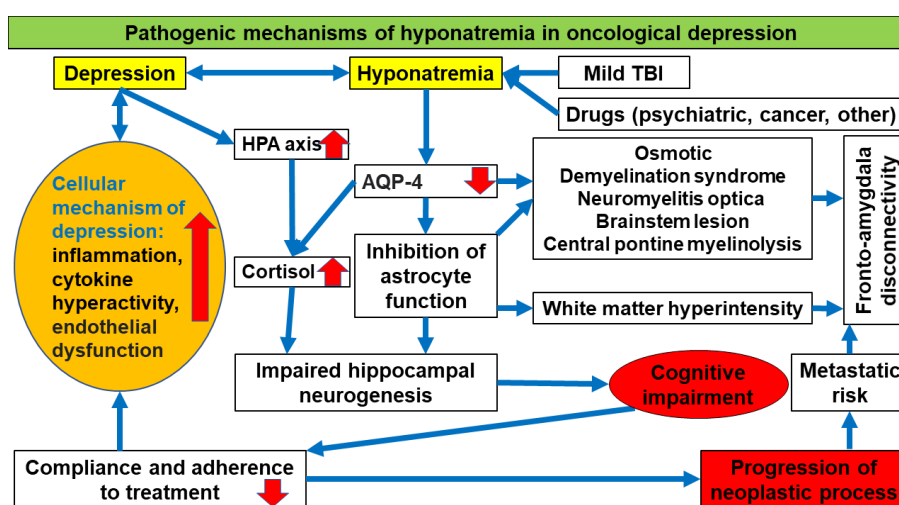 Pathogenic mechanisms of hyponatremia in oncological depression
Depression
Hyponatremia
Mild TBI
Drugs (psychiatric, cancer, other)
HPA axis
AQP-4
Osmotic
Demyelination syndrome
Neuromyelitis optica
Brainstem lesion
Central pontine myelinolysis
Fronto-amygdala
disconnectivity
Cellular
mechanism of
depression:
inflammation,
cytokine
hyperactivity,
endothelial
dysfunction
Cortisol
Inhibition of
astrocyte
function
White matter hyperintensity
Impaired hippocampal
neurogenesis
Cognitive
impairment
Metastatic
risk
Compliance and adherence
to treatment
Progression of
neoplastic process